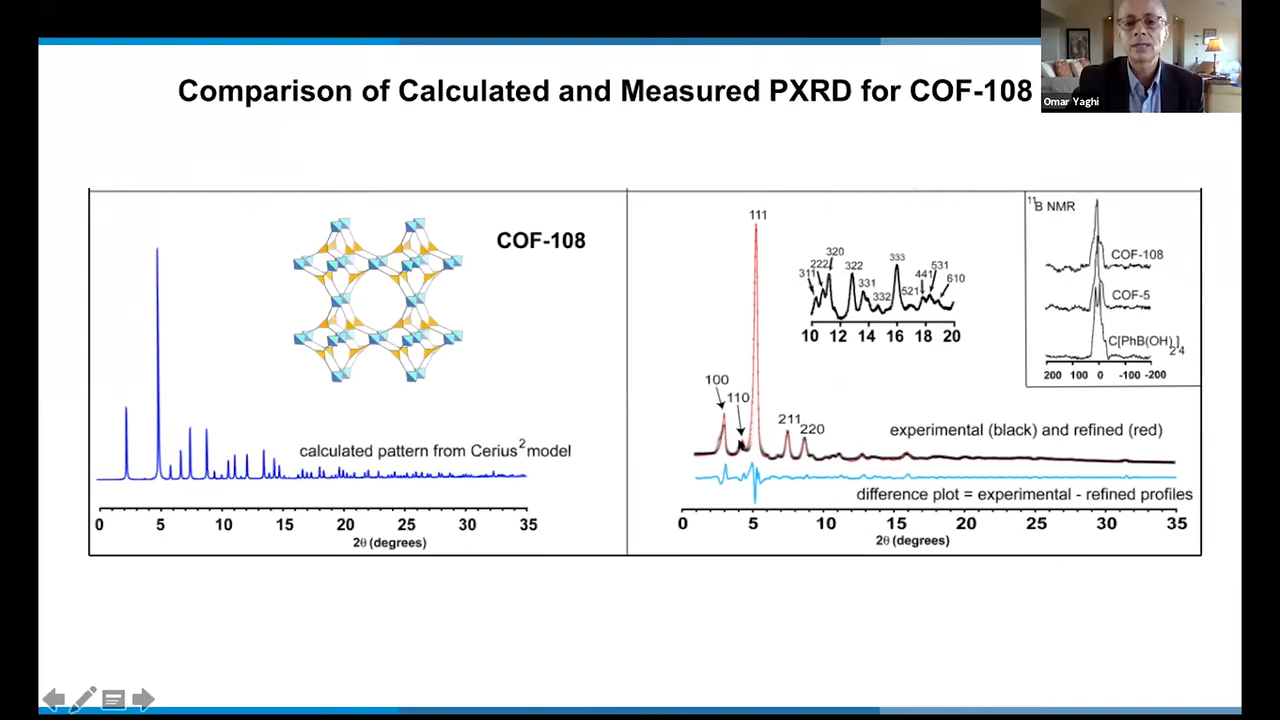 Comparison of Calculated and Measured PXRD for COF-108
Omar Yaghi
COF-108
calculated pattern from Cerius2 model
0 5 10 15 20 25 30 35
2θ (degrees)
111
100
110
211
220
311 222 320 322 331 332 333 521 441 531 610
10 12 14 16 18 20
11B NMR
COF-108
COF-5
C[PhB(OH)2]4
200 100 0 -100 -200
experimental (black) and refined (red)
difference plot = experimental - refined profiles
0 5 10 15 20 25 30 35
2θ (degrees)